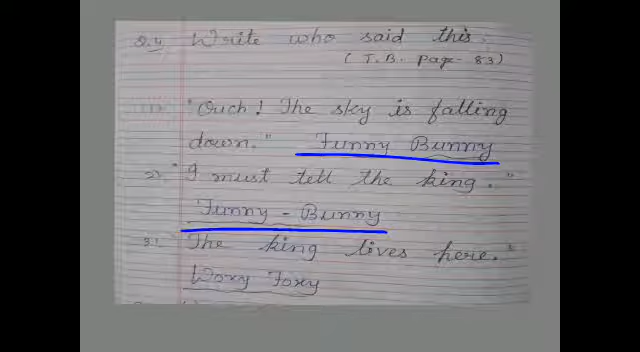 Q.4 Write who said this.
(T.B. page-83)
1) "Ouch! The sky is falling
down." Funny Bunny
2) "I must tell the king."
Funny - Bunny
3) The king lives here."
Woxy Foxy